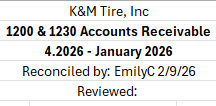 K&M Tire, Inc
1200 & 1230 Accounts Receivable
4.2026 - January 2026
Reconciled by: EmilyC 2/9/26
Reviewed: